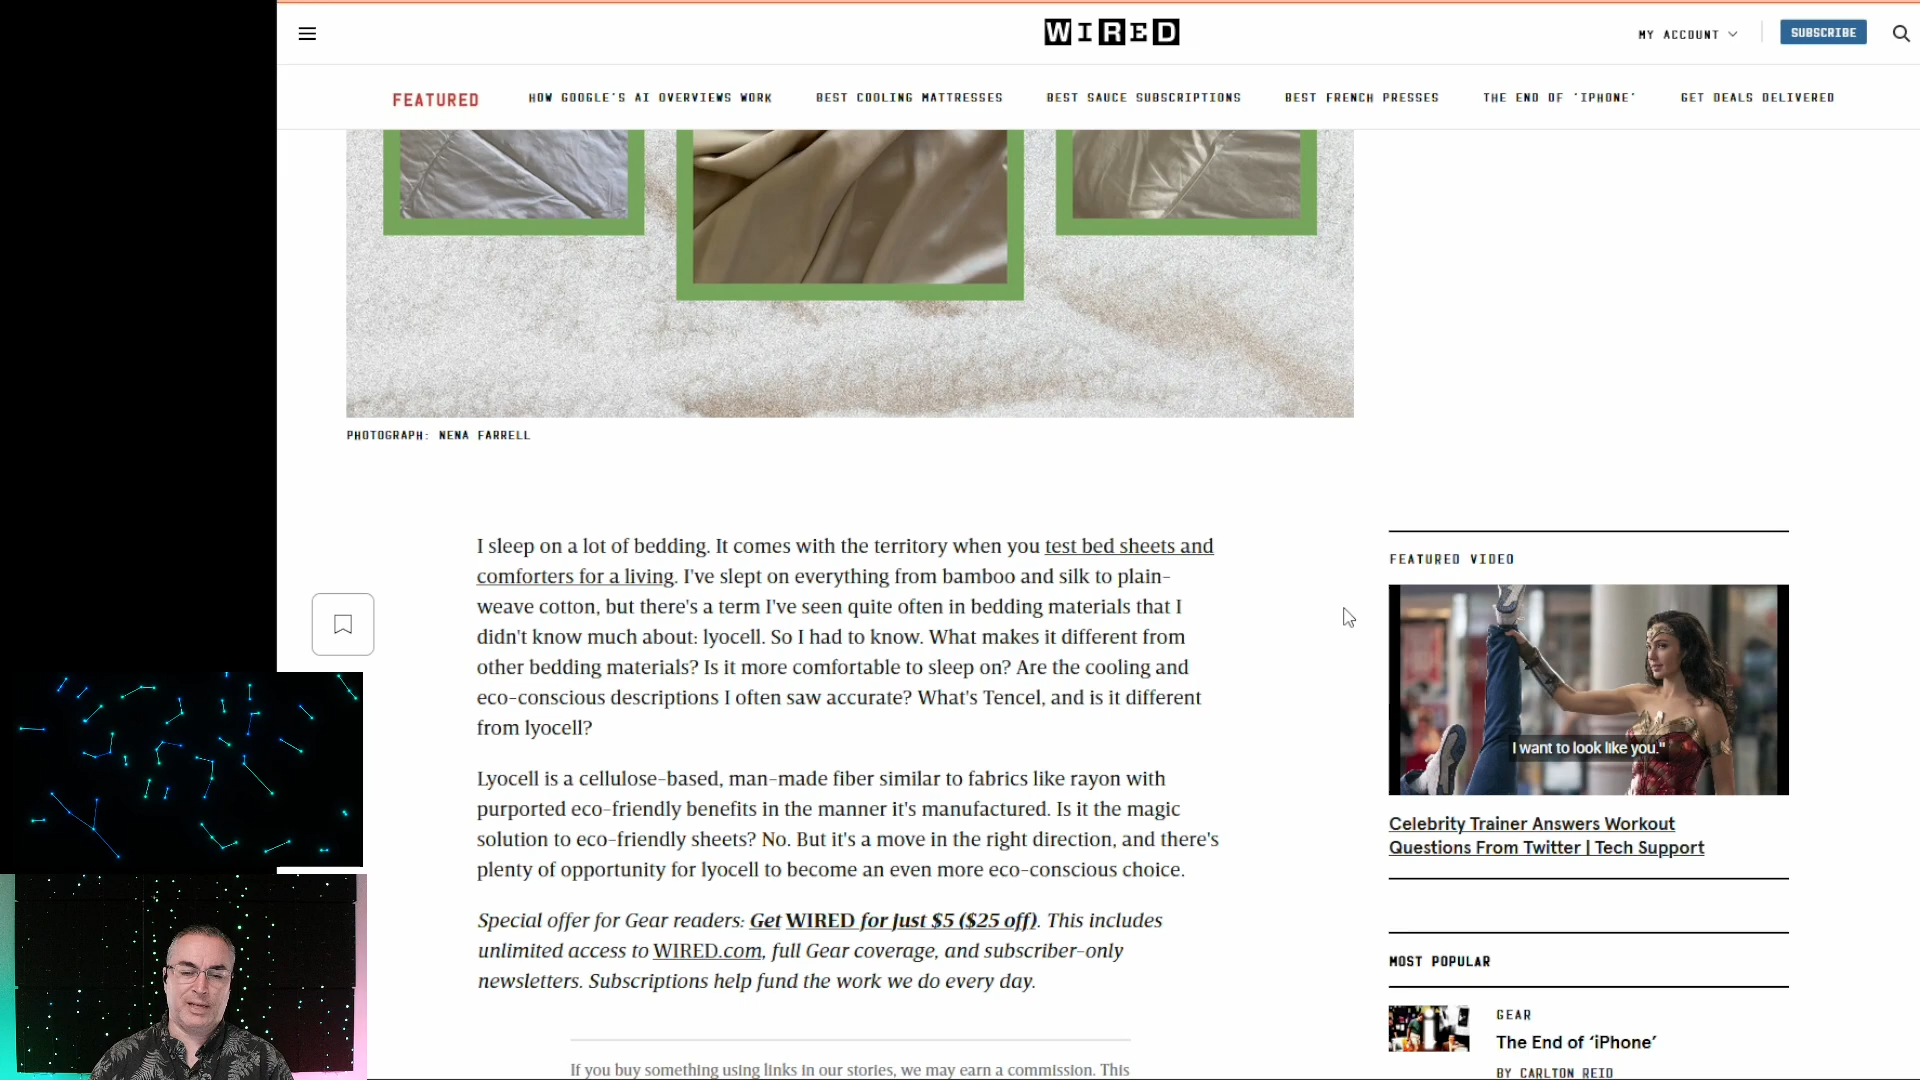 WIRED
MY ACCOUNT
SUBSCRIBE
FEATURED
HOW GOOGLE'S AI OVERVIEWS WORK
BEST COOLING MATTRESSES
BEST SAUCE SUBSCRIPTIONS
BEST FRENCH PRESSES
THE END OF 'IPHONE'
GET DEALS DELIVERED
PHOTOGRAPH: NENA FARRELL
I sleep on a lot of bedding. It comes with the territory when you test bed sheets and
comforters for a living. I've slept on everything from bamboo and silk to plain-
weave cotton, but there's a term I've seen quite often in bedding materials that I
didn't know much about: lyocell. So I had to know. What makes it different from
other bedding materials? Is it more comfortable to sleep on? Are the cooling and
eco-conscious descriptions I often saw accurate? What's Tencel, and is it different
from lyocell?
Lyocell is a cellulose-based, man-made fiber similar to fabrics like rayon with
purported eco-friendly benefits in the manner it's manufactured. Is it the magic
solution to eco-friendly sheets? No. But it's a move in the right direction, and there's
plenty of opportunity for lyocell to become an even more eco-conscious choice.
Special offer for Gear readers: Get WIRED for Just $5 ($25 off). This includes
unlimited access to WIRED.com, full Gear coverage, and subscriber-only
newsletters. Subscriptions help fund the work we do every day.
If you buy something using links in our stories, we may earn a commission. This
FEATURED VIDEO
I want to look like you."
Celebrity Trainer Answers Workout
Questions From Twitter | Tech Support
MOST POPULAR
GEAR
The End of ‘iPhone’
BY CARLTON REID